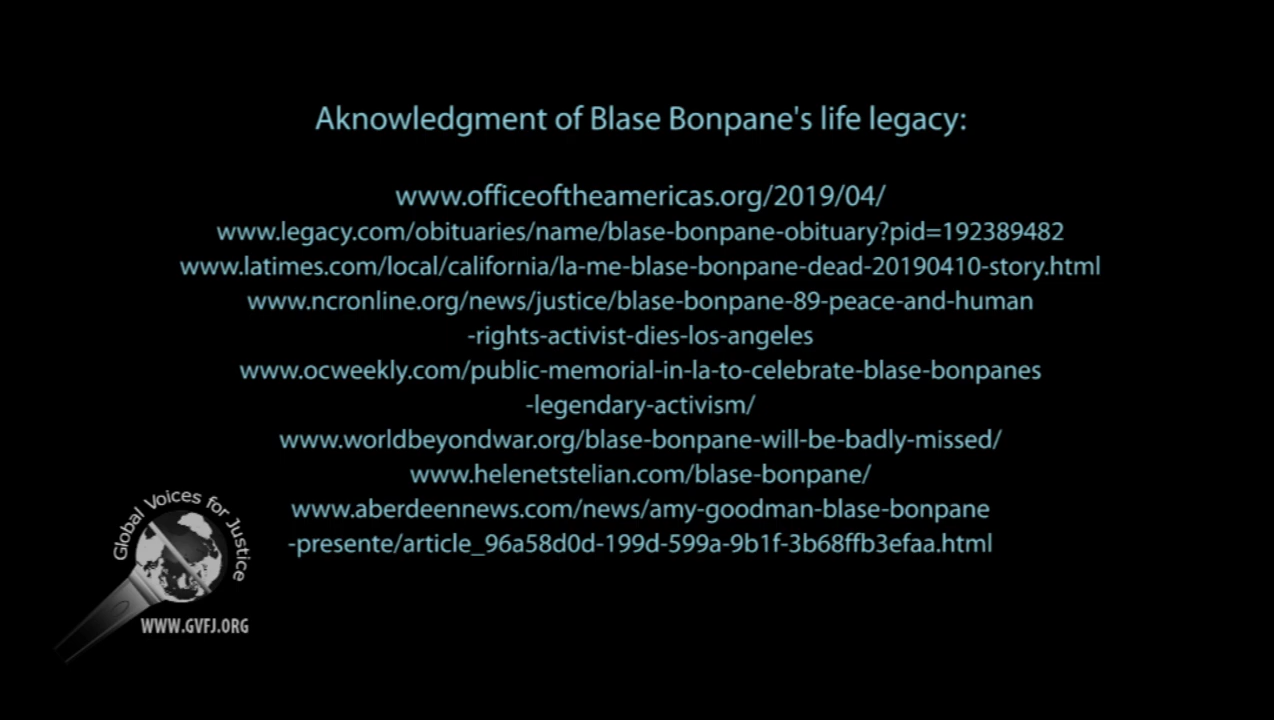 Aknowledgment of Blase Bonpane's life legacy:
www.officeoftheamericas.org/2019/04/
www.legacy.com/obituaries/name/blase-bonpane-obituary?pid=192389482
www.latimes.com/local/california/la-me-blase-bonpane-dead-20190410-story.html
www.ncronline.org/news/justice/blase-bonpane-89-peace-and-human
-rights-activist-dies-los-angeles
www.ocweekly.com/public-memorial-in-la-to-celebrate-blase-bonpanes
-legendary-activism/
www.worldbeyondwar.org/blase-bonpane-will-be-badly-missed/
www.helenetstelian.com/blase-bonpane/
www.aberdeennews.com/news/amy-goodman-blase-bonpane
-presente/article_96a58d0d-199d-599a-9b1f-3b68ffb3efaa.html
Global Voices for Justice
WWW.GVFJ.ORG